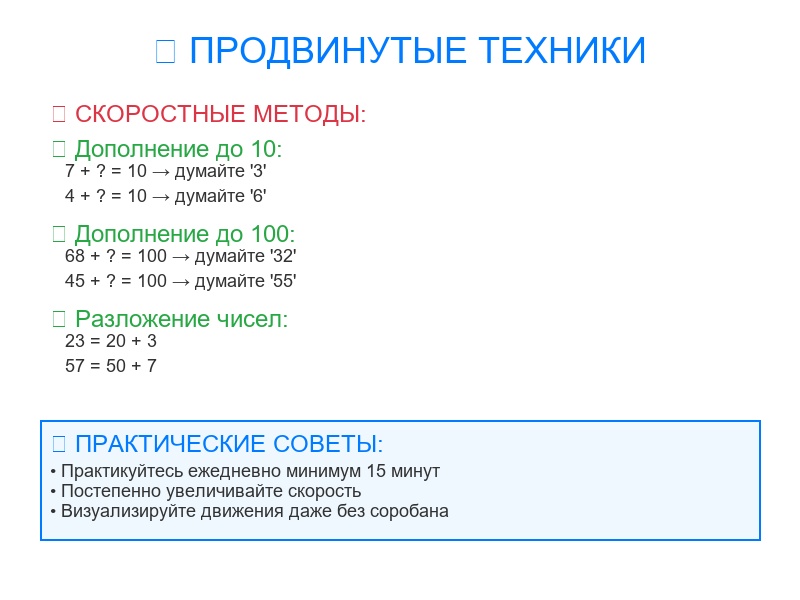 ПРОДВИНУТЫЕ ТЕХНИКИ
СКОРОСТНЫЕ МЕТОДЫ:
Дополнение до 10:
7 + ? = 10 → думайте '3'
4 + ? = 10 → думайте '6'
Дополнение до 100:
68 + ? = 100 → думайте '32'
45 + ? = 100 → думайте '55'
Разложение чисел:
23 = 20 + 3
57 = 50 + 7
ПРАКТИЧЕСКИЕ СОВЕТЫ:
• Практикуйтесь ежедневно минимум 15 минут
• Постепенно увеличивайте скорость
• Визуализируйте движения даже без соробана